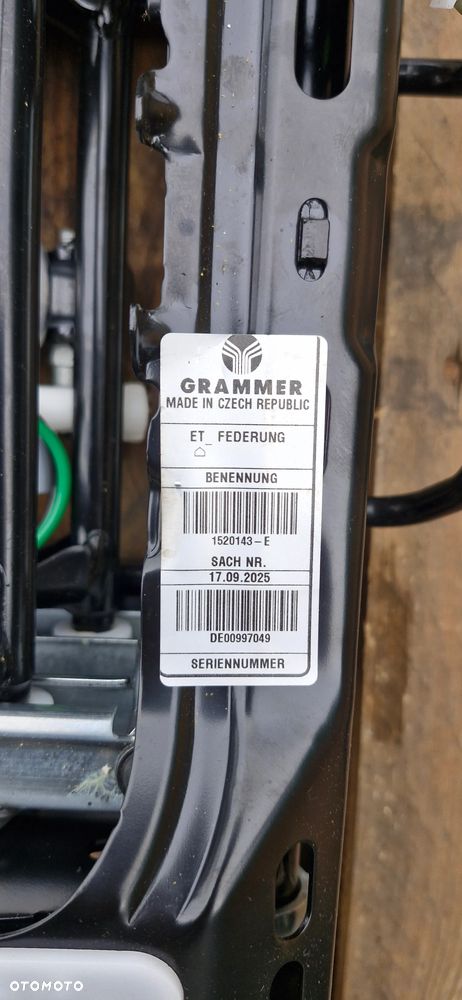 GRAMMER
MADE IN CZECH REPUBLIC
ET_ FEDERUNG
BENENNUNG
1520143-E
SACH NR.
17.09.2025
DE00997049
SERIENNUMMER
OTOMOTO